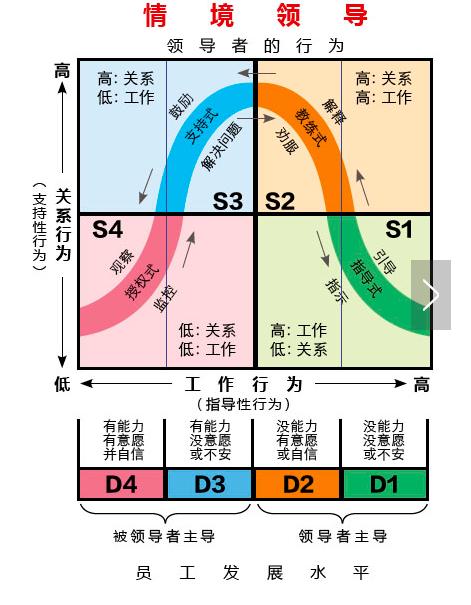 情境领导
领导者的行为
高
高: 关系
低: 工作
高: 关系
高: 工作
鼓励
支持式
解决问题
解释
教练式
劝服
关系行为
（支持性行为）
S3
S2
S4
S1
观察
授权式
监控
引导
指导式
指示
低: 关系
低: 工作
高: 工作
低: 关系
低
工作行为
高
（指导性行为）
有能力
有意愿
并自信
有能力
没意愿
或不安
没能力
有意愿
或自信
没能力
没意愿
或不安
D4
D3
D2
D1
被领导者主导
领导者主导
员工发展水平